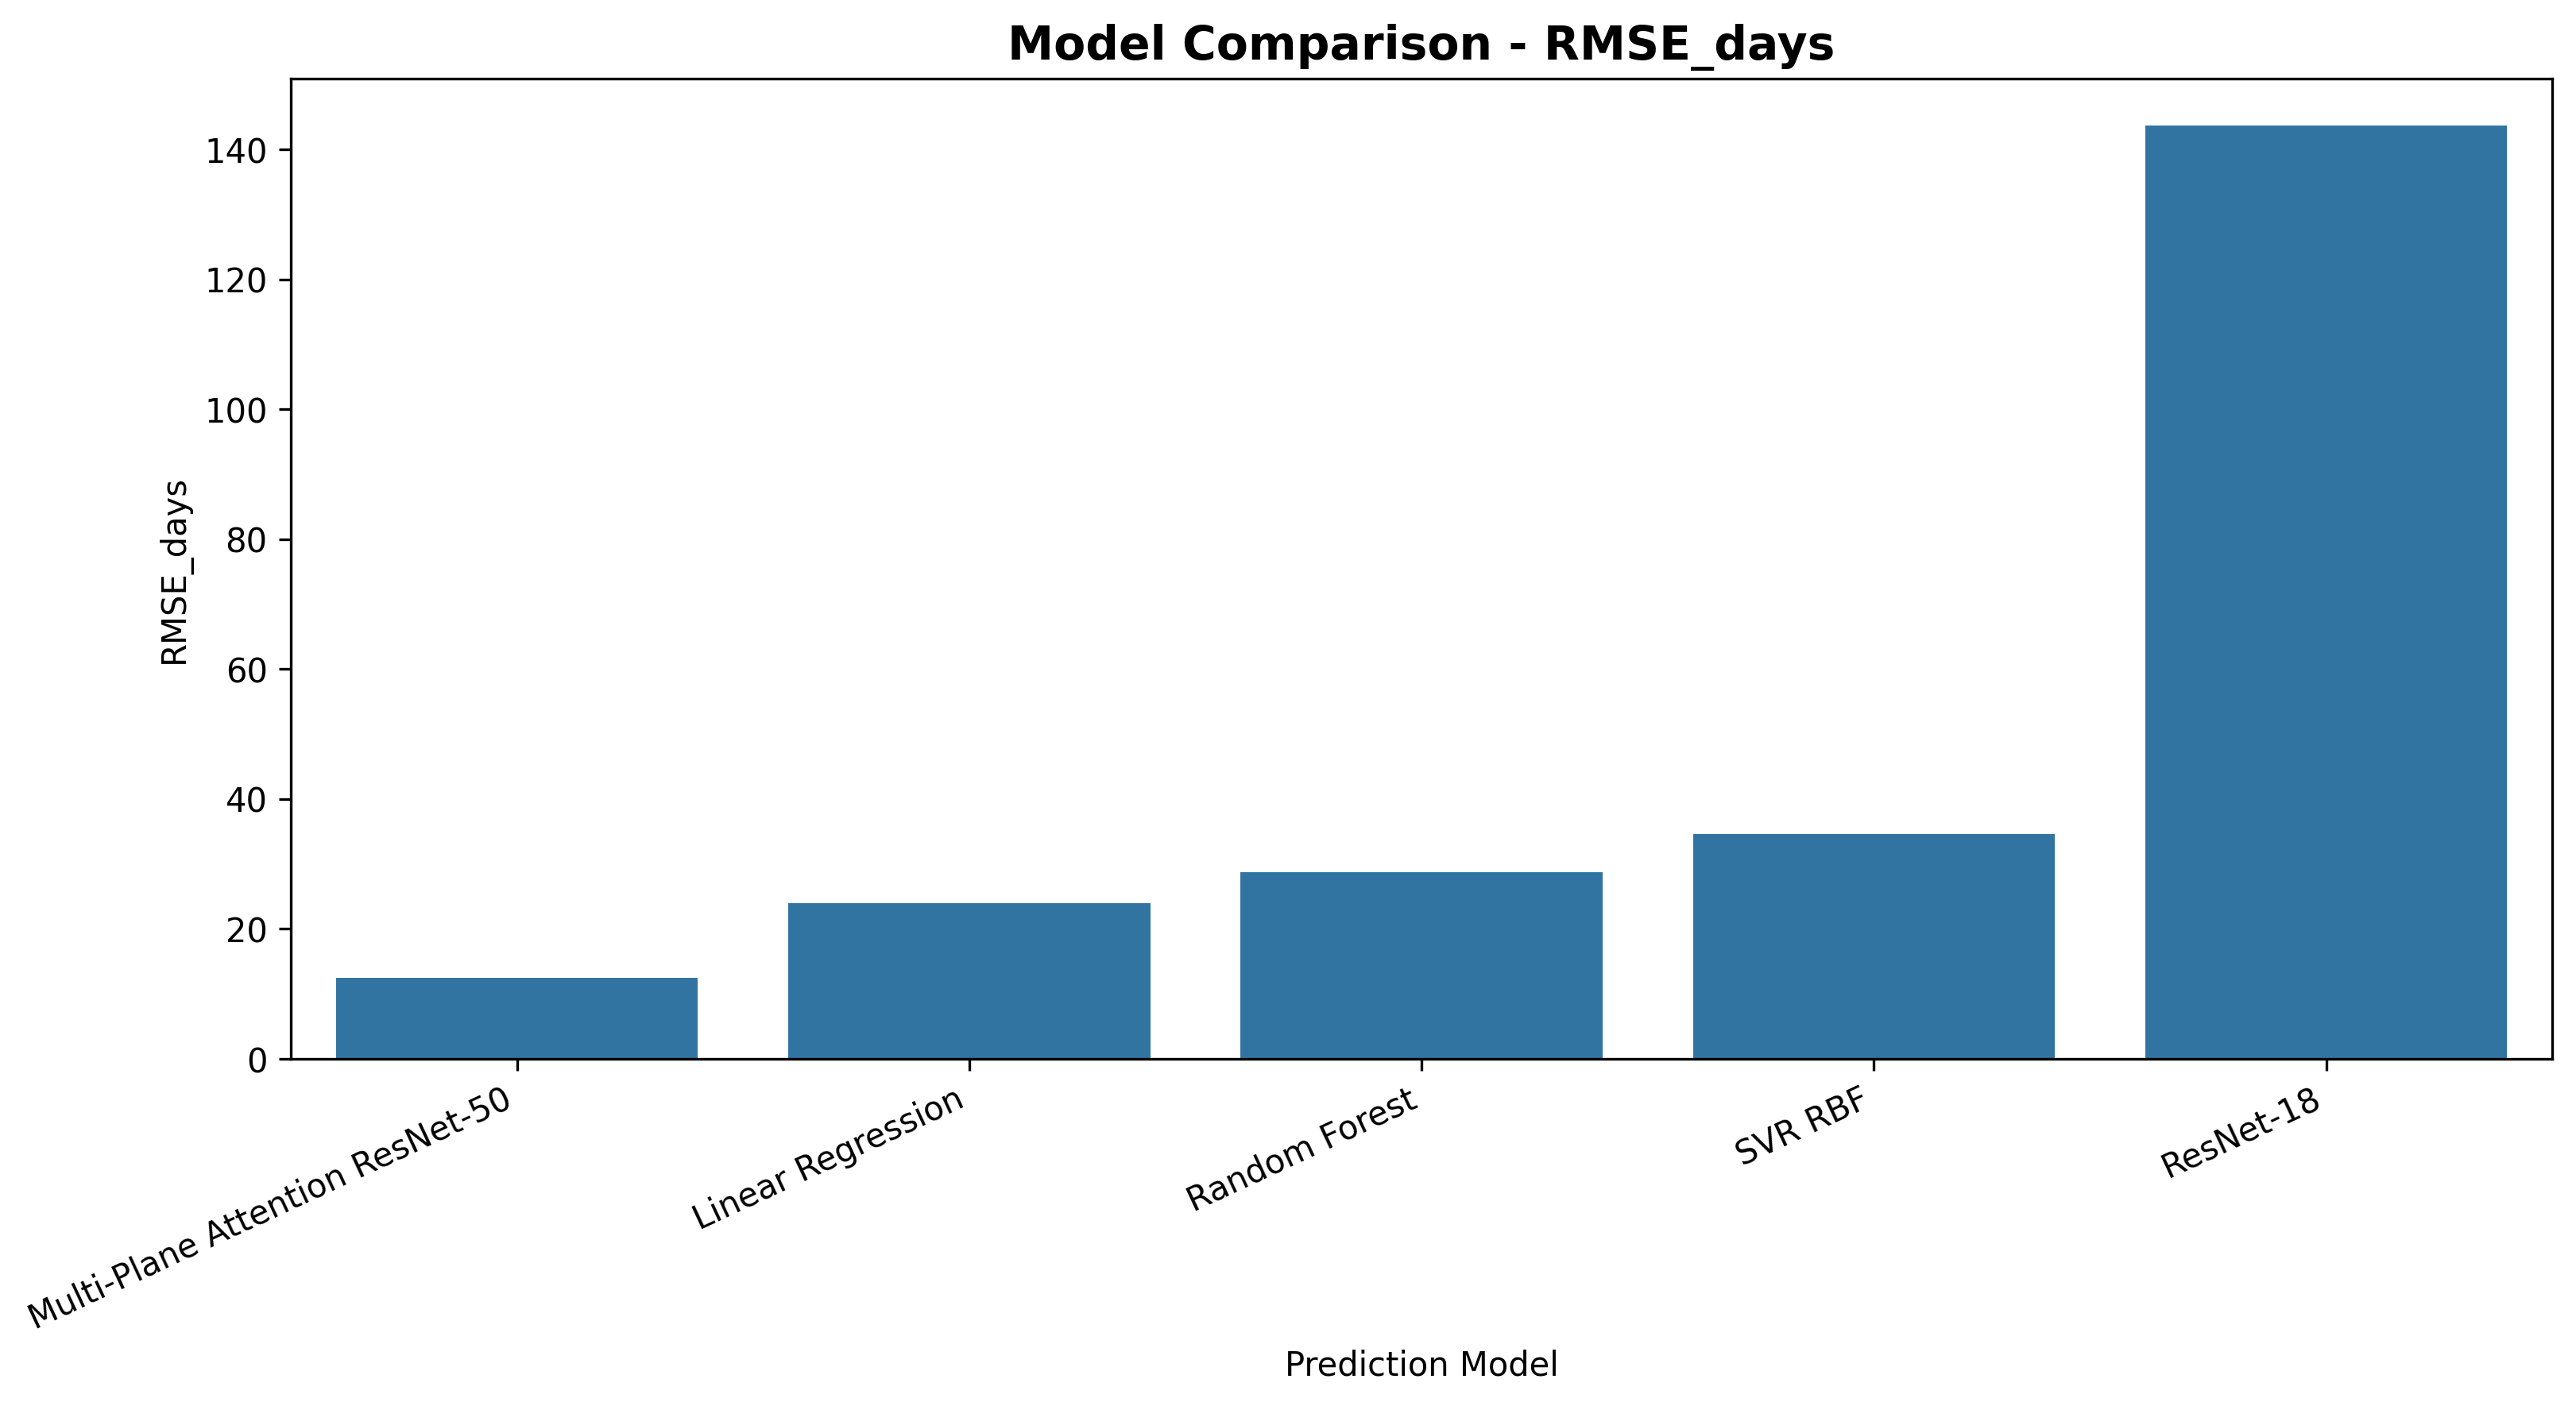 Model Comparison - RMSE_days
RMSE_days
140
120
100
80
60
40
20
0
Multi-Plane Attention ResNet-50
Linear Regression
Random Forest
SVR RBF
ResNet-18
Prediction Model